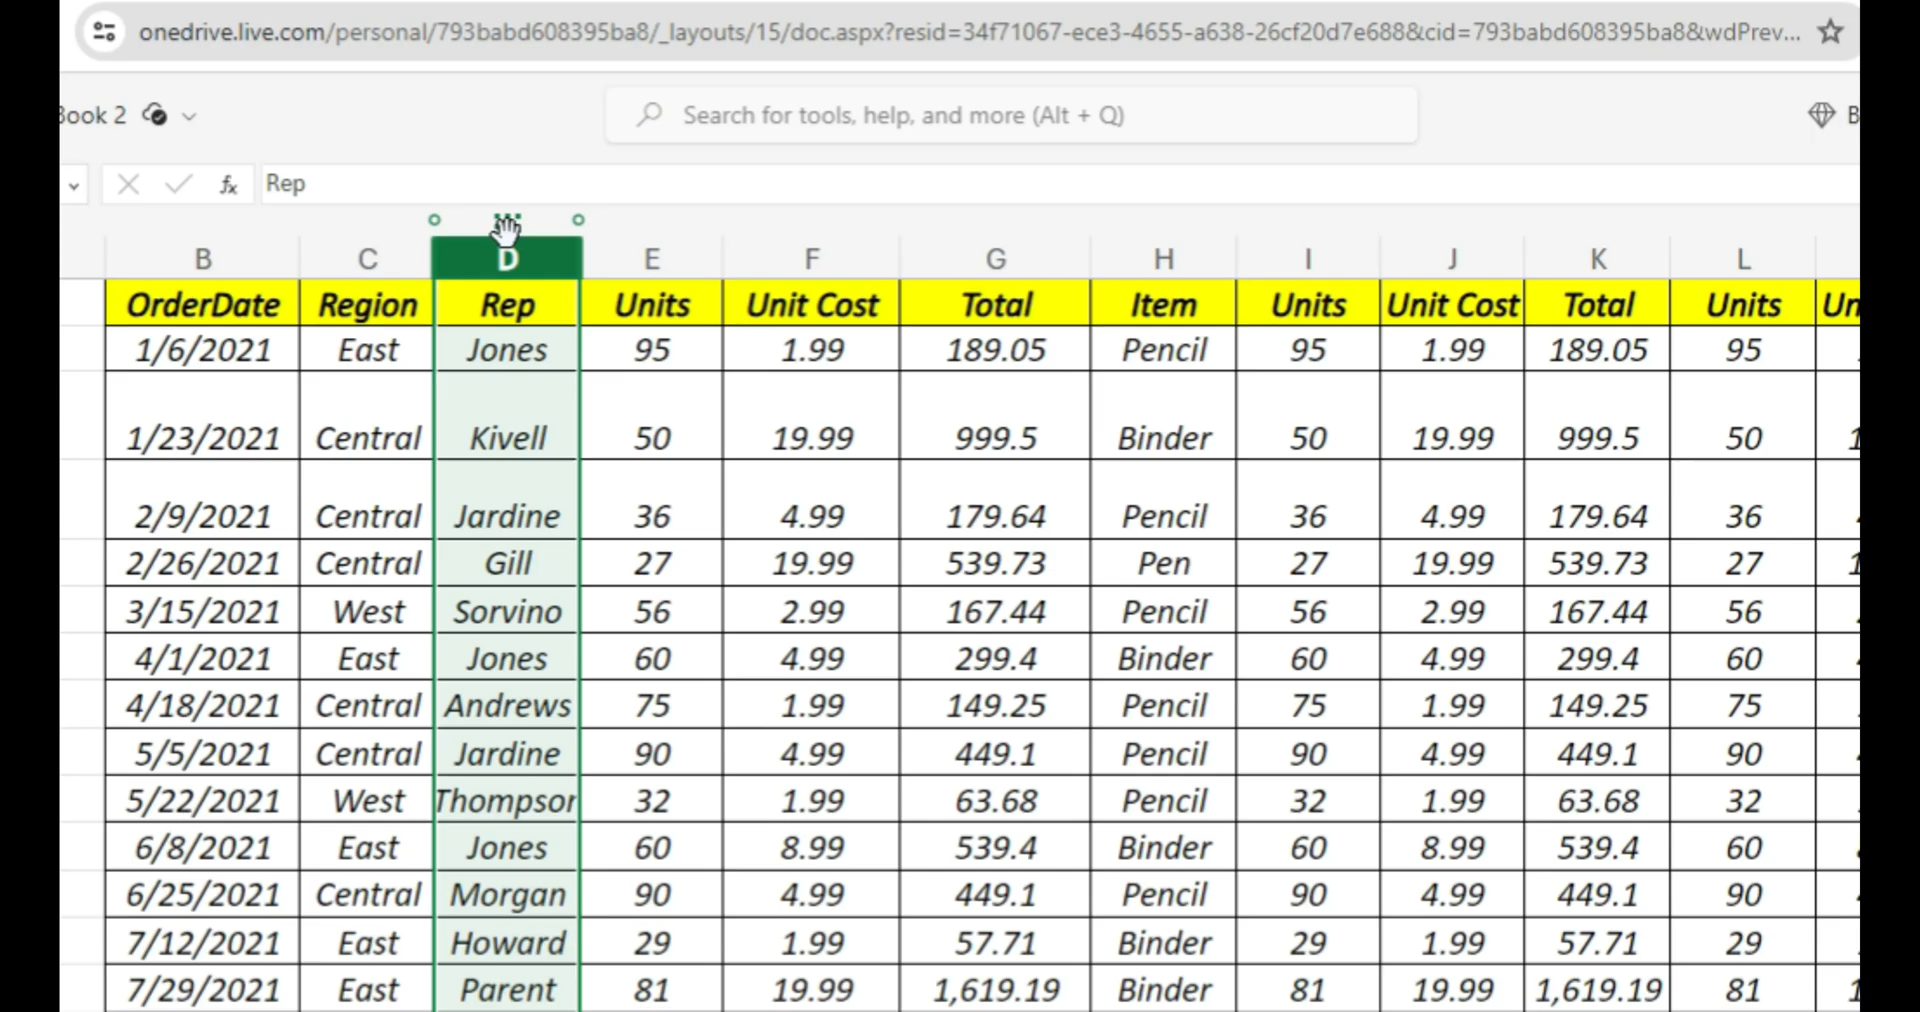 onedrive.live.com/personal/793babd608395ba8/_layouts/15/doc.aspx?resid=34f71067-ece3-4655-a638-26cf20d7e688&cid=793babd608395ba8&wdPrev...
Book 2 Search for tools, help, and more (Alt + Q)
fx Rep
B C D E F G H I J K L
OrderDate Region Rep Units Unit Cost Total Item Units Unit Cost Total Units
1/6/2021 East Jones 95 1.99 189.05 Pencil 95 1.99 189.05 95
1/23/2021 Central Kivell 50 19.99 999.5 Binder 50 19.99 999.5 50
2/9/2021 Central Jardine 36 4.99 179.64 Pencil 36 4.99 179.64 36
2/26/2021 Central Gill 27 19.99 539.73 Pen 27 19.99 539.73 27
3/15/2021 West Sorvino 56 2.99 167.44 Pencil 56 2.99 167.44 56
4/1/2021 East Jones 60 4.99 299.4 Binder 60 4.99 299.4 60
4/18/2021 Central Andrews 75 1.99 149.25 Pencil 75 1.99 149.25 75
5/5/2021 Central Jardine 90 4.99 449.1 Pencil 90 4.99 449.1 90
5/22/2021 West Thompson 32 1.99 63.68 Pencil 32 1.99 63.68 32
6/8/2021 East Jones 60 8.99 539.4 Binder 60 8.99 539.4 60
6/25/2021 Central Morgan 90 4.99 449.1 Pencil 90 4.99 449.1 90
7/12/2021 East Howard 29 1.99 57.71 Binder 29 1.99 57.71 29
7/29/2021 East Parent 81 19.99 1,619.19 Binder 81 19.99 1,619.19 81